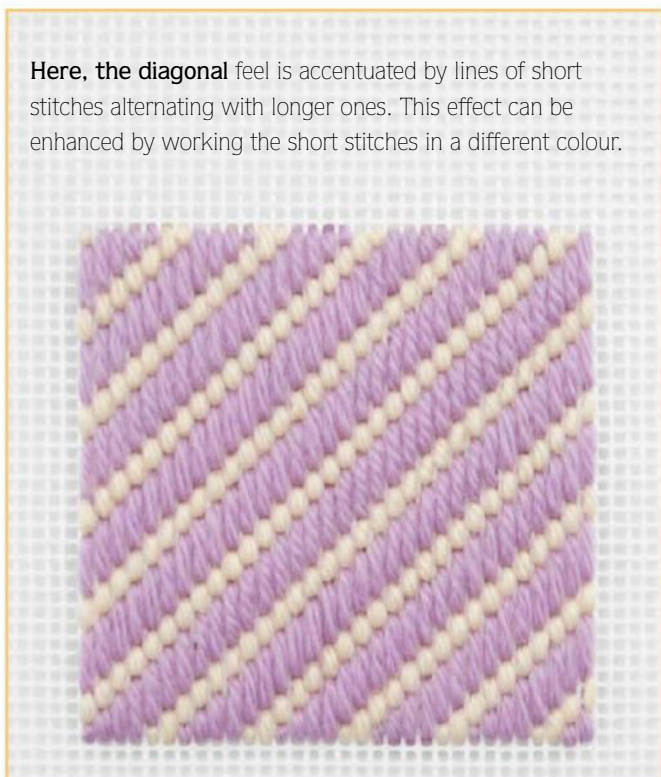 Here, the diagonal feel is accentuated by lines of short
stitches alternating with longer ones. This effect can be
enhanced by working the short stitches in a different colour.